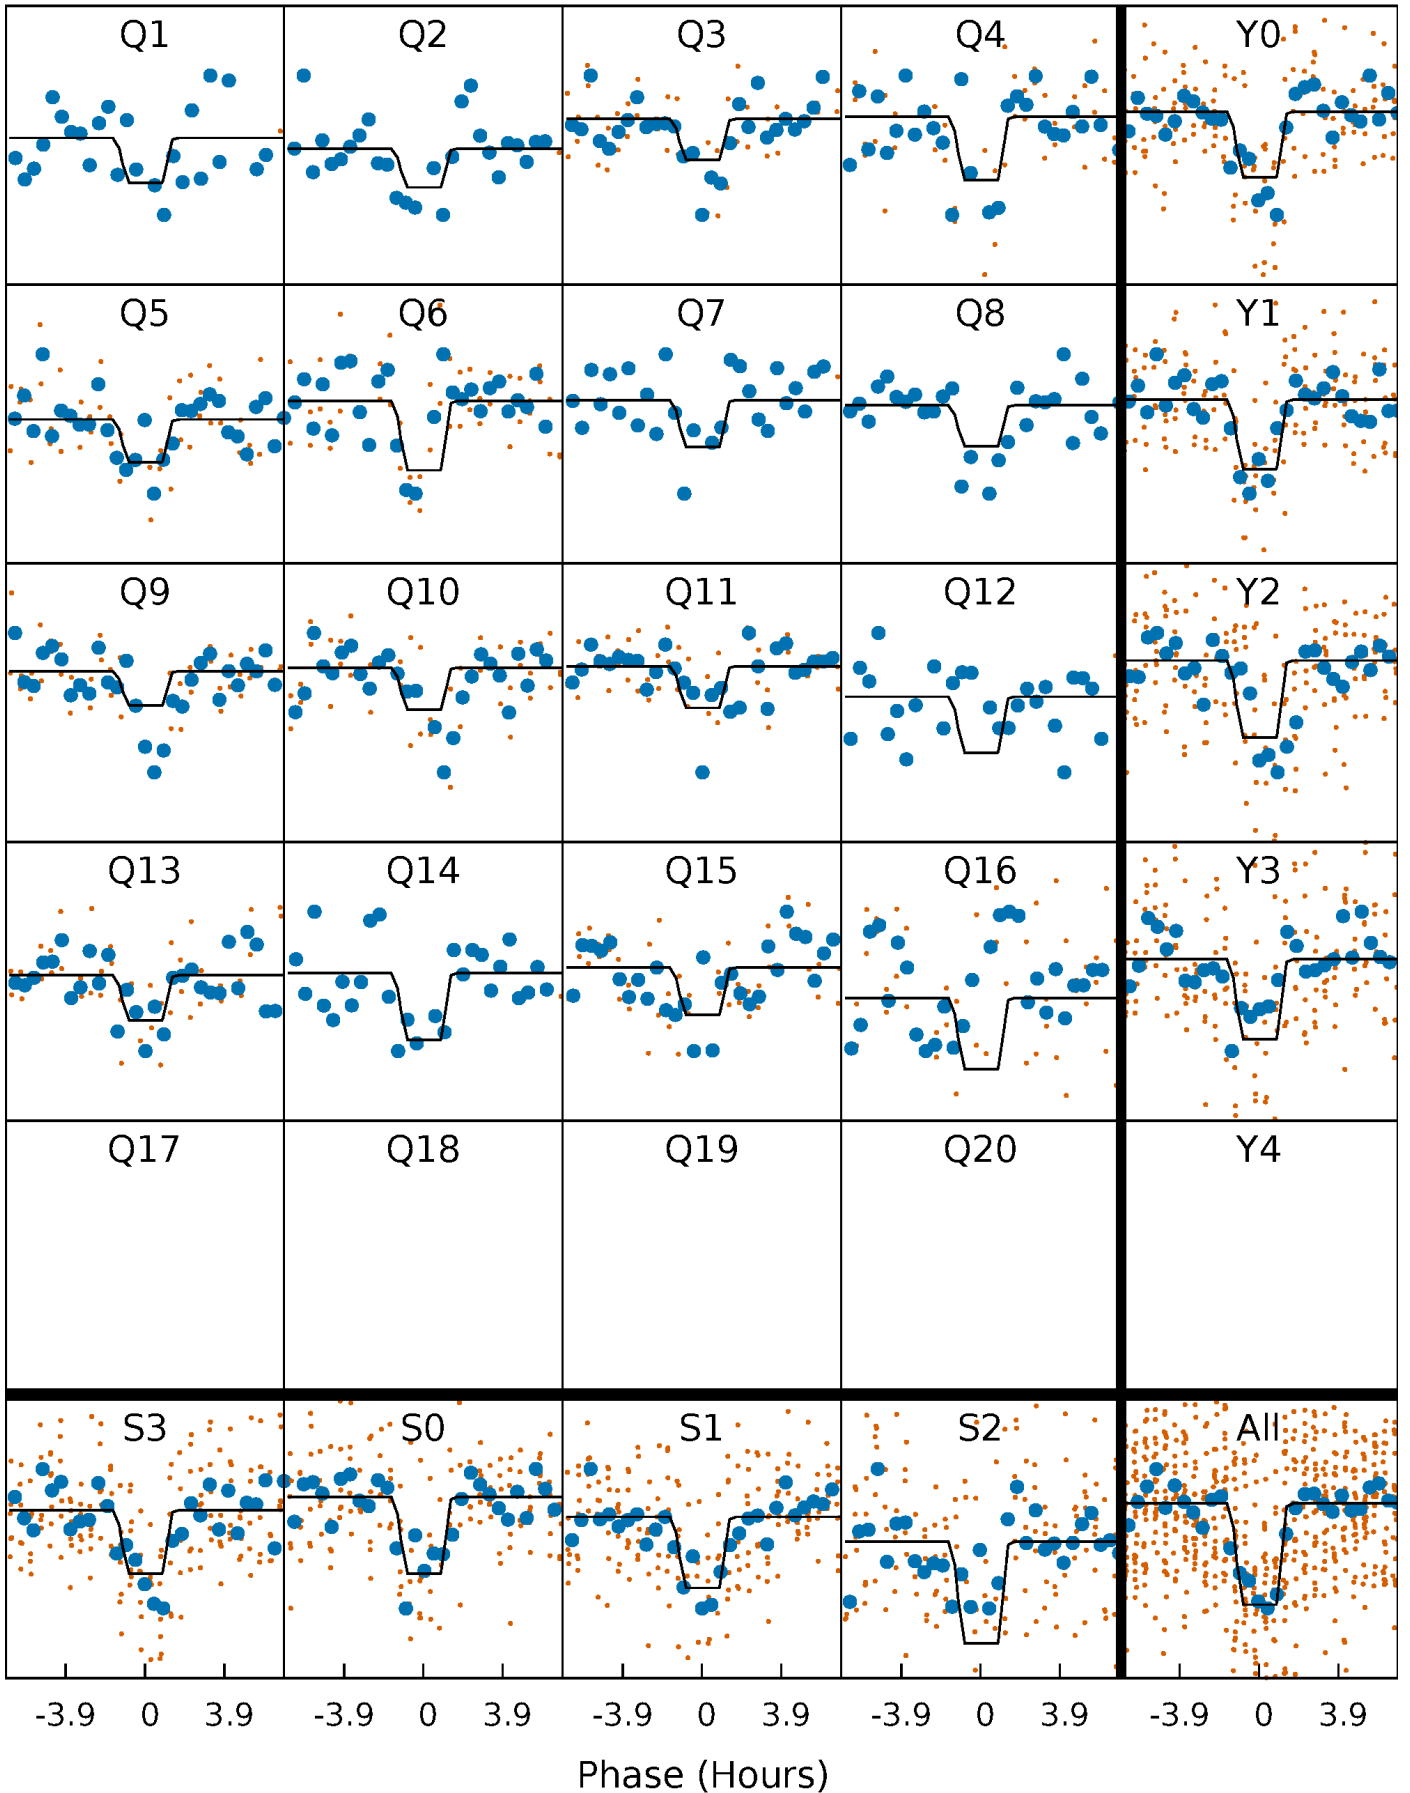 Q1 Q2 Q3 Q4 Y0
Q5 Q6 Q7 Q8 Y1
Q9 Q10 Q11 Q12 Y2
Q13 Q14 Q15 Q16 Y3
Q17 Q18 Q19 Q20 Y4
S3 S0 S1 S2 All
-3.9 0 3.9 -3.9 0 3.9 -3.9 0 3.9 -3.9 0 3.9 -3.9 0 3.9
Phase (Hours)